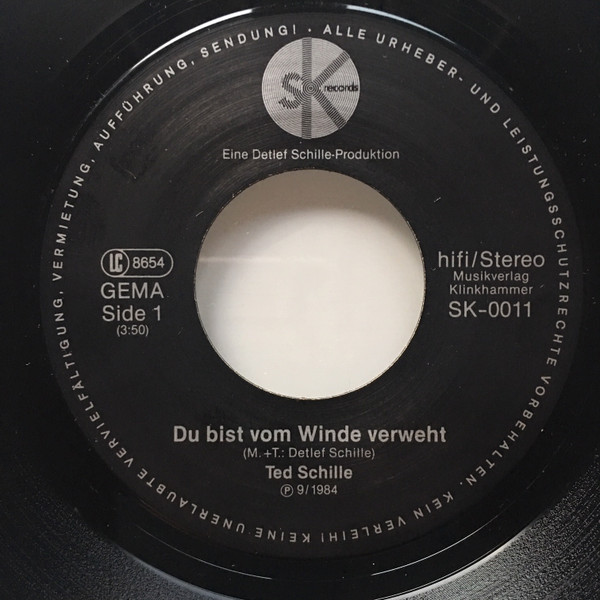 ALLE URHEBER- UND LEISTUNGSSCHUTZRECHTE VORBEHALTEN. KEIN VERLEIH! KEINE UNERLAUBTE VERVIELFÄLTIGUNG, VERMIETUNG, AUFFÜHRUNG, SENDUNG! ·
SK records
Eine Detlef Schille-Produktion
LC 8654
GEMA
Side 1
(3:50)
hifi/Stereo
Musikverlag
Klinkhammer
SK-0011
Du bist vom Winde verweht
(M.+T.: Detlef Schille)
Ted Schille
℗ 9/1984